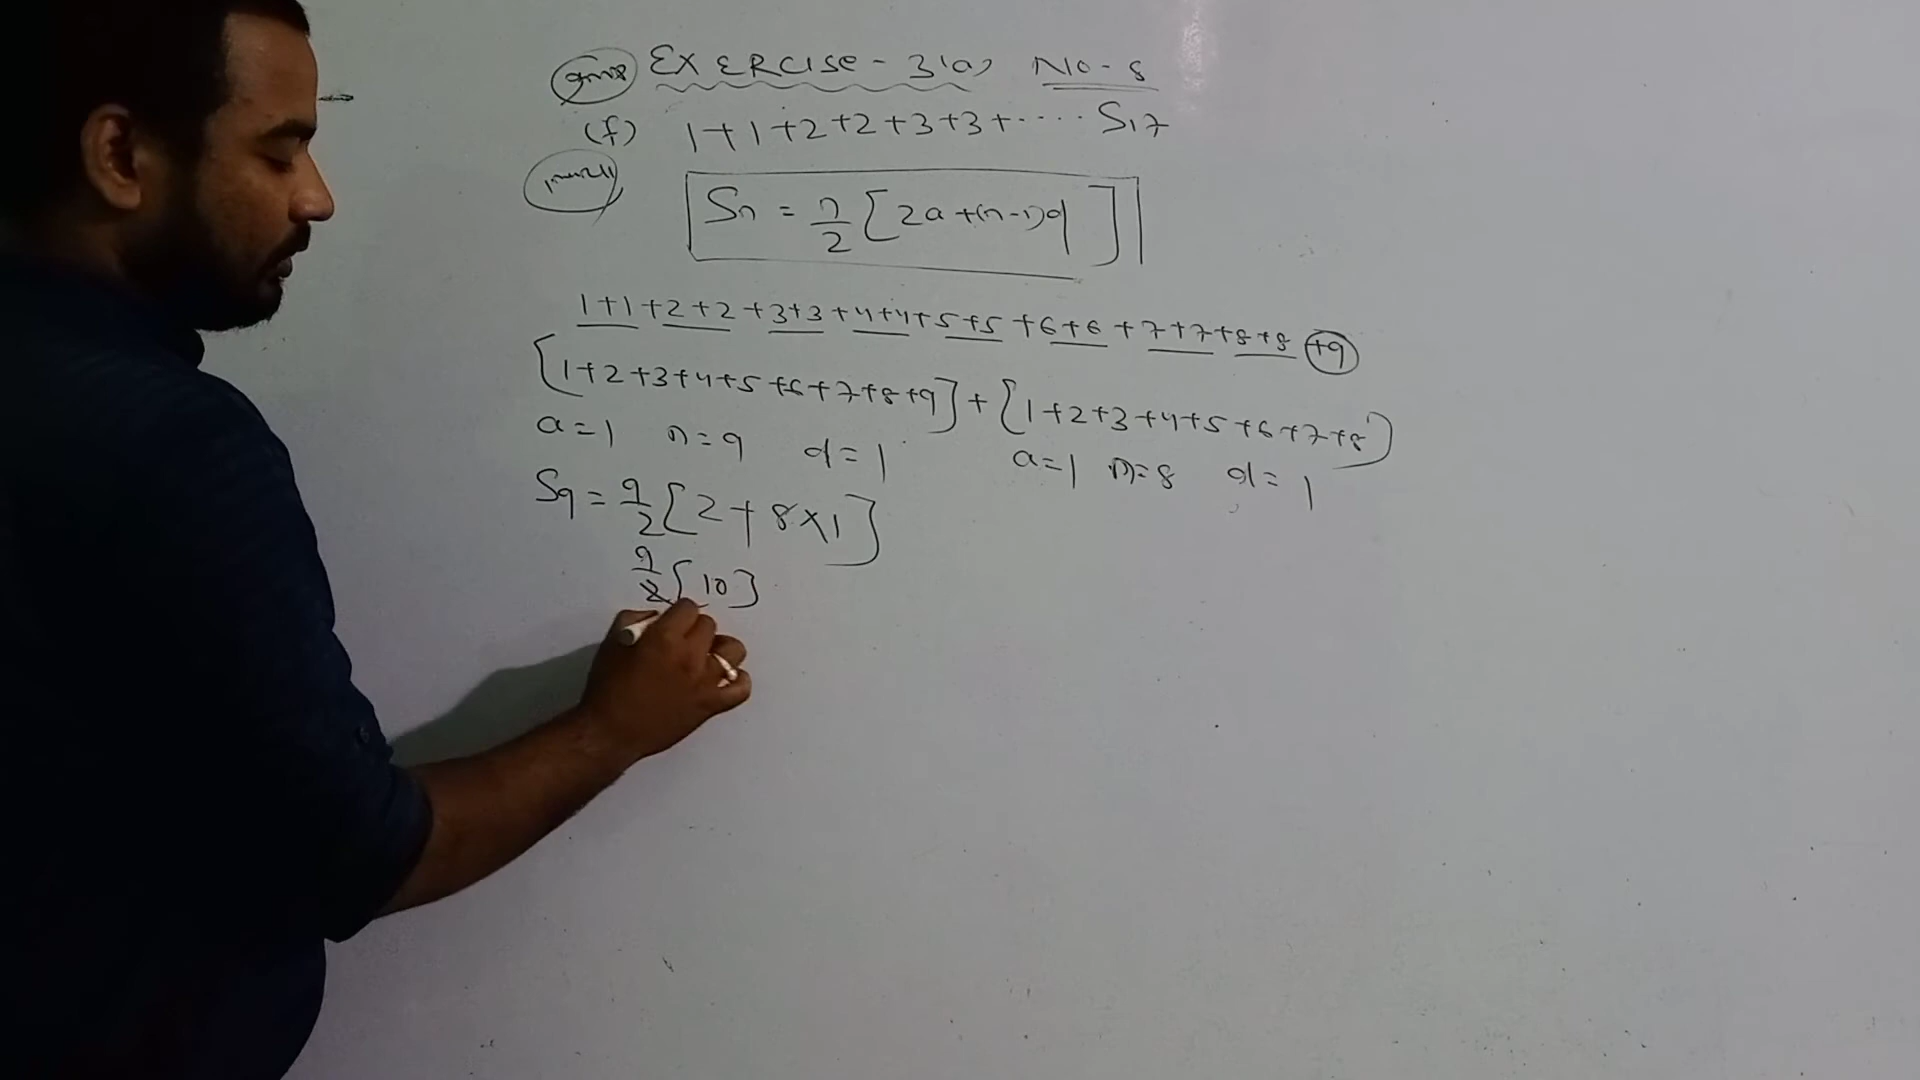 EXERCISE - 3(a) NO - 8
(f) 1+1+2+2+3+3+..... S17
Sn = n/2 [2a+(n-1)d]
1+1+2+2+3+3+4+4+5+5+6+6+7+7+8+8+9
[1+2+3+4+5+6+7+8+9]+[1+2+3+4+5+6+7+8]
a=1 n=9 d=1 a=1 n=8 d=1
S9 = 9/2 [2+8×1]
9/2 [10]